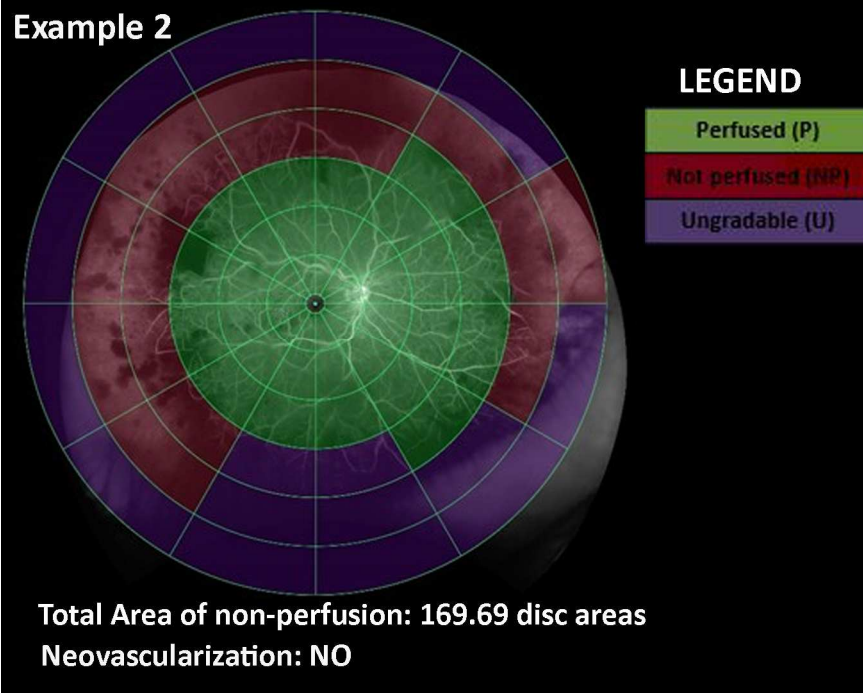 Example 2
LEGEND
Perfused (P)
Not perfused (NP)
Ungradable (U)
Total Area of non-perfusion: 169.69 disc areas
Neovascularization: NO